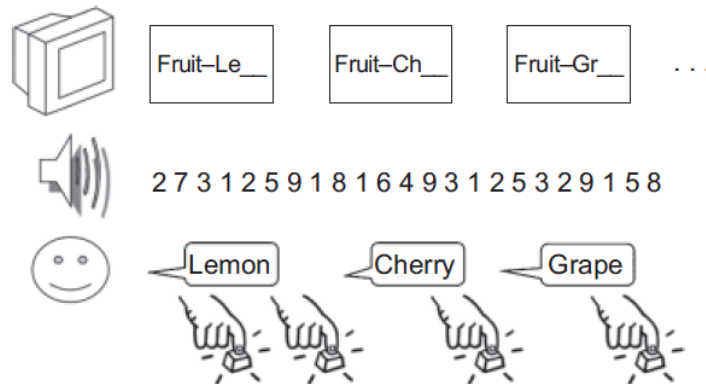 Fruit–Le__ Fruit–Ch__ Fruit–Gr__ . . .
2 7 3 1 2 5 9 1 8 1 6 4 9 3 1 2 5 3 2 9 1 5 8
Lemon Cherry Grape